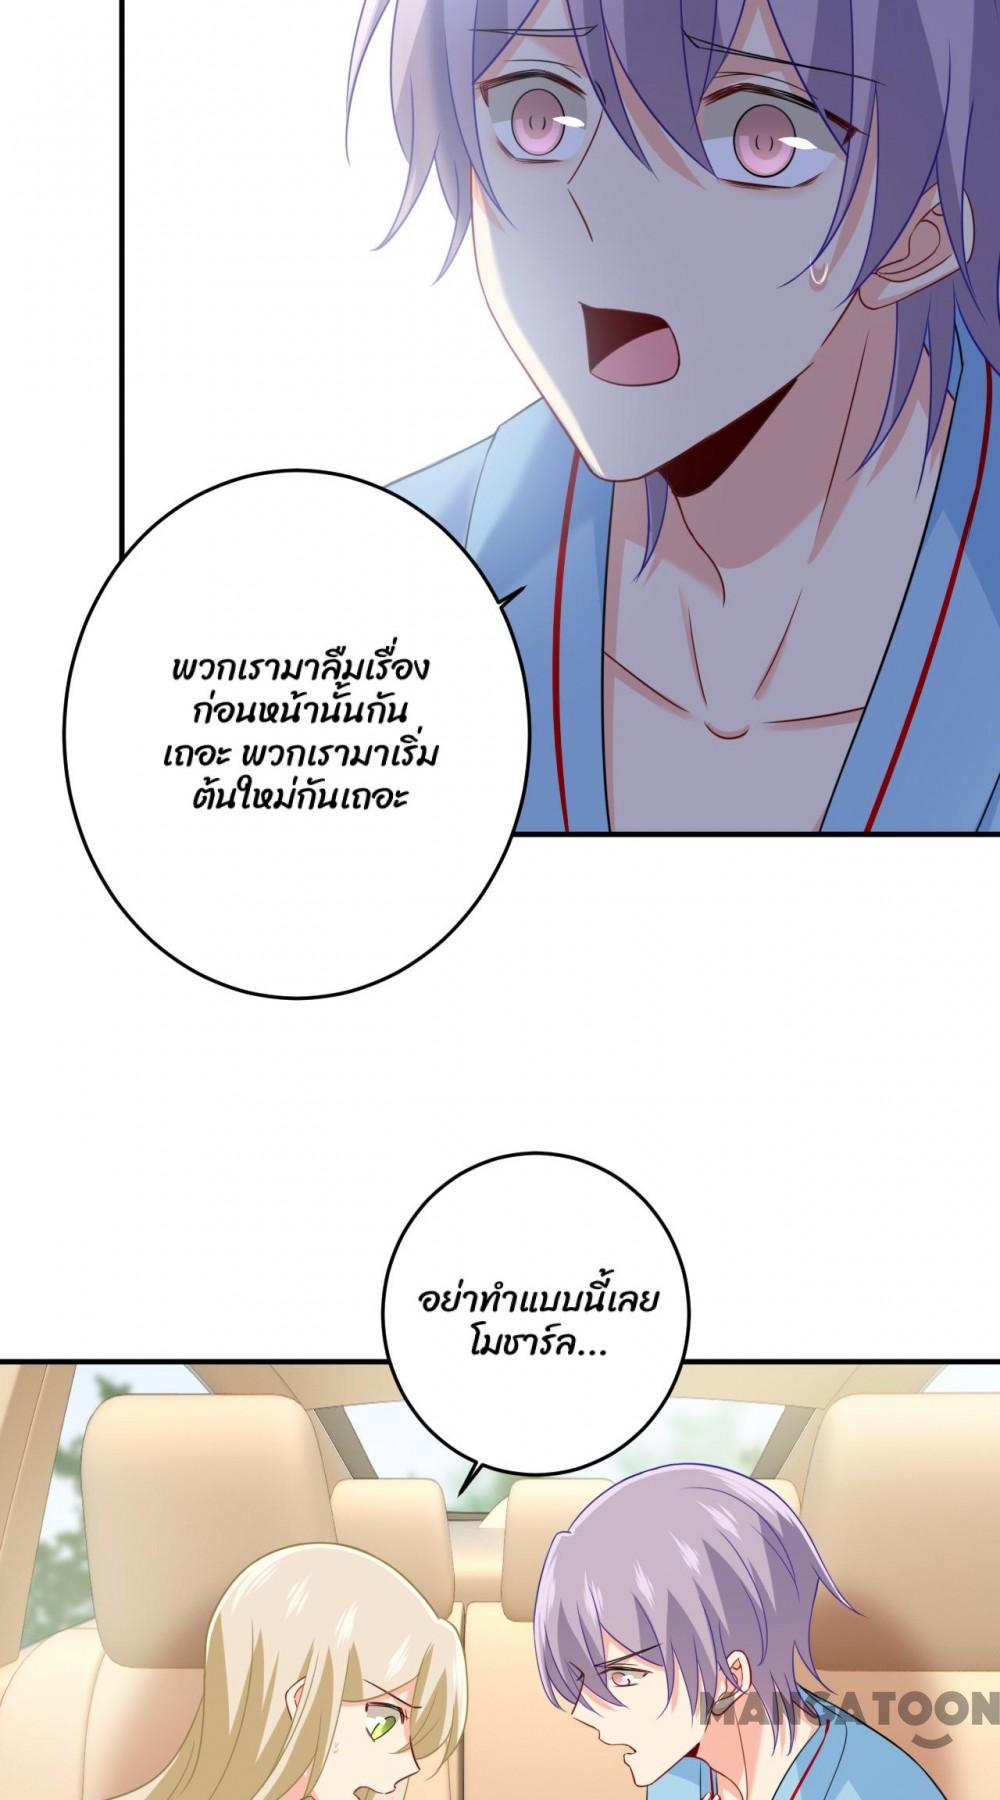 พวกเรามาลืมเรื่อง
ก่อนหน้านั้นกัน
เถอะ พวกเรามาเริ่ม
ต้นใหม่กันเถอะ
อย่าทำแบบนี้เลย
โมชาร์ล...
MANGATOON